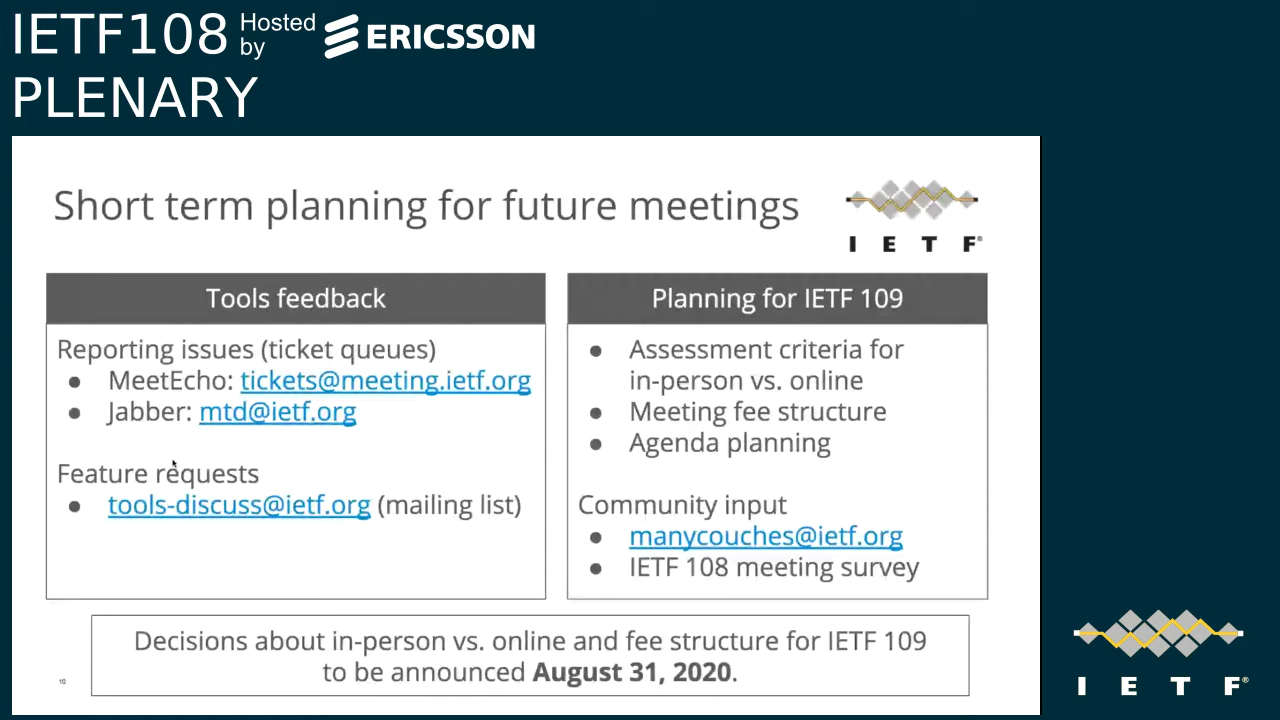 IETF108 Hosted by ERICSSON
PLENARY
Short term planning for future meetings
I E T F®
Tools feedback
Reporting issues (ticket queues)
● MeetEcho: tickets@meeting.ietf.org
● Jabber: mtd@ietf.org
Feature requests
● tools-discuss@ietf.org (mailing list)
Planning for IETF 109
● Assessment criteria for
in-person vs. online
● Meeting fee structure
● Agenda planning
Community input
● manycouches@ietf.org
● IETF 108 meeting survey
Decisions about in-person vs. online and fee structure for IETF 109
to be announced August 31, 2020.
10
I E T F®